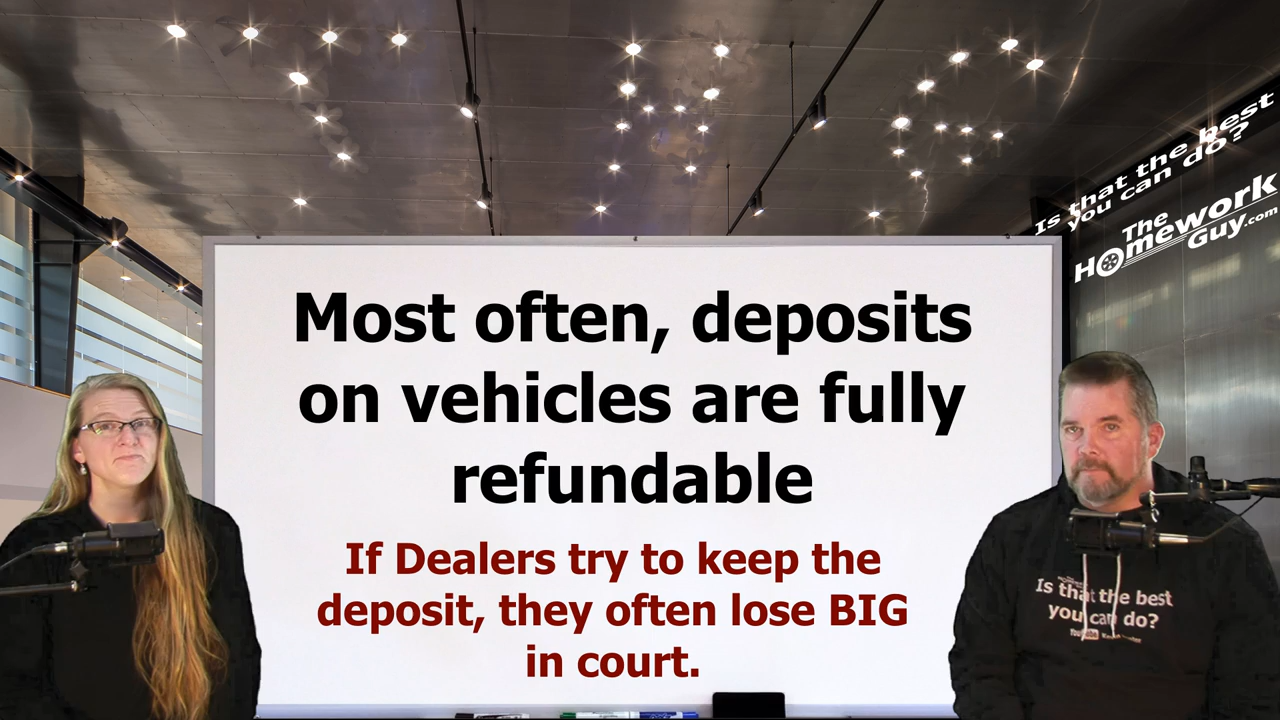 Is that the best
you can do?
The
Homework
Guy.com
Most often, deposits
on vehicles are fully
refundable
If Dealers try to keep the
deposit, they often lose BIG
in court.
Is that the best
you can do?
YouTube